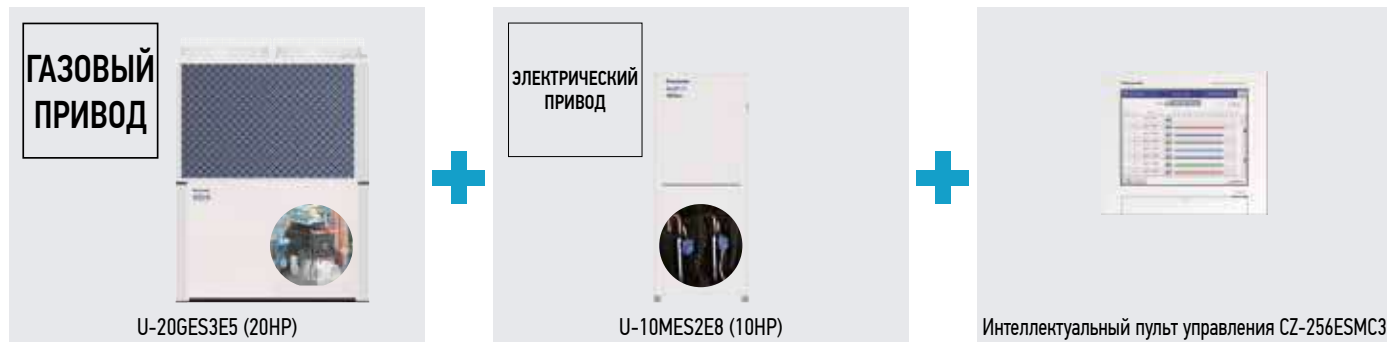 ГАЗОВЫЙ
ПРИВОД
U-20GES3E5 (20HP)
ЭЛЕКТРИЧЕСКИЙ
ПРИВОД
U-10MES2E8 (10HP)
Интеллектуальный пульт управления CZ-256ESMC3